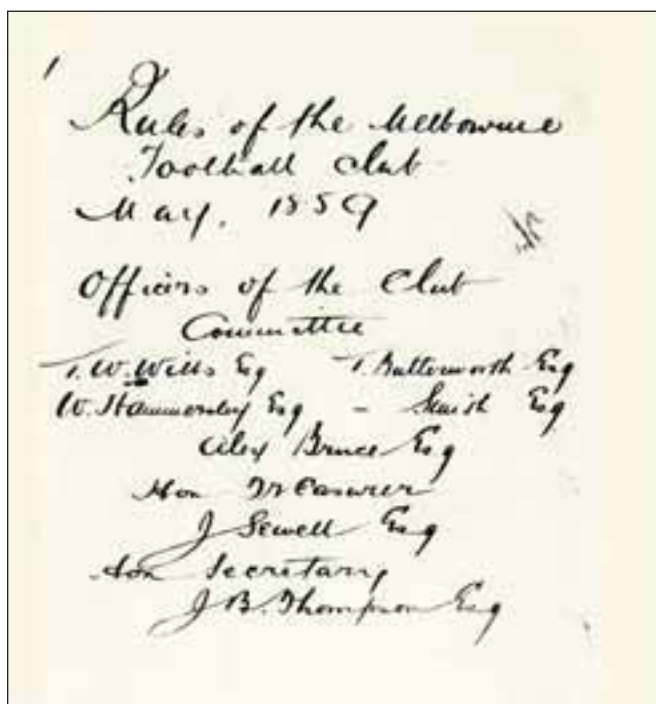 1
Rules of the Melbourne
Football Club
May. 1859
Officers of the Club
Committee
T. W. Wills Esq T. Butterworth Esq
W. Hammersley Esq - Smith Esq
Alex Bruce Esq
Hon Treasurer
J Sewell Esq
Hon Secretary
J B. Thompson Esq